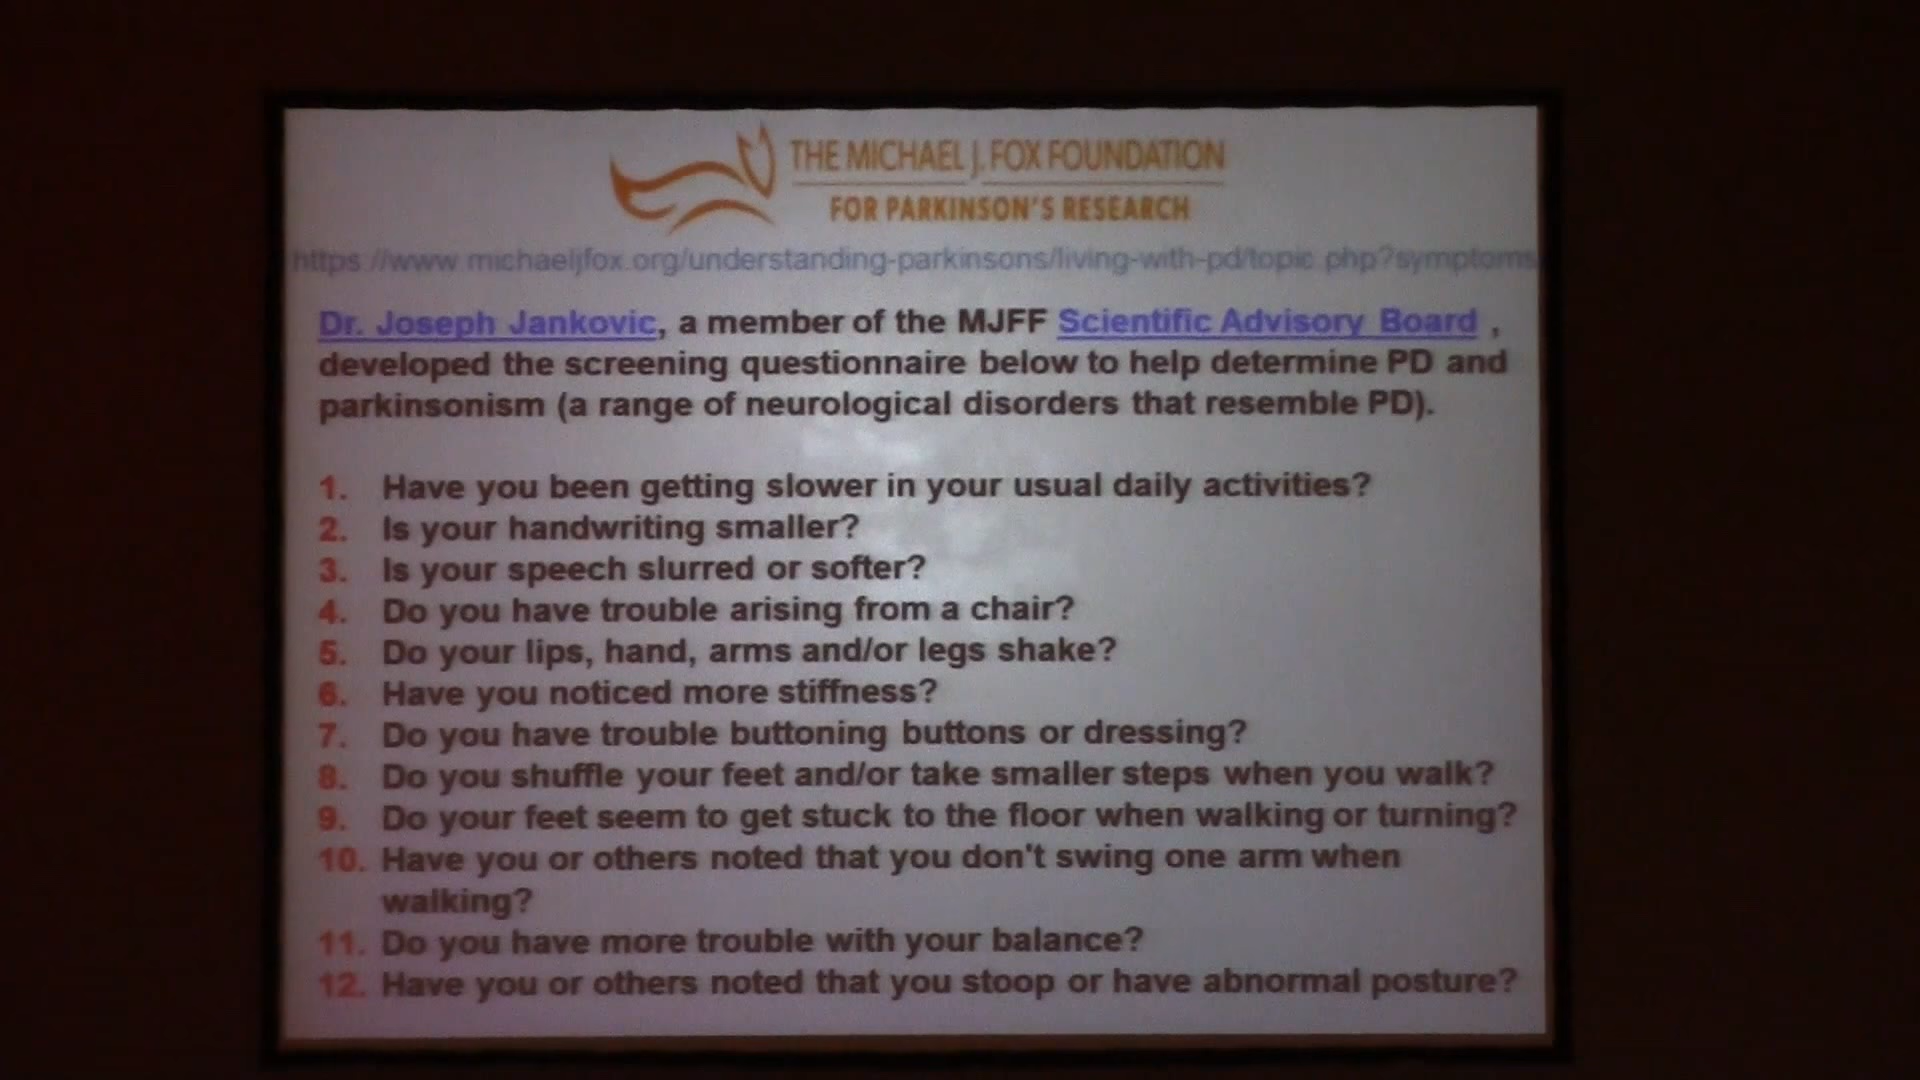 THE MICHAEL J. FOX FOUNDATION
FOR PARKINSON'S RESEARCH
https://www.michaeljfox.org/understanding-parkinsons/living-with-pd/topic.php?symptoms
Dr. Joseph Jankovic, a member of the MJFF Scientific Advisory Board ,
developed the screening questionnaire below to help determine PD and
parkinsonism (a range of neurological disorders that resemble PD).
1. Have you been getting slower in your usual daily activities?
2. Is your handwriting smaller?
3. Is your speech slurred or softer?
4. Do you have trouble arising from a chair?
5. Do your lips, hand, arms and/or legs shake?
6. Have you noticed more stiffness?
7. Do you have trouble buttoning buttons or dressing?
8. Do you shuffle your feet and/or take smaller steps when you walk?
9. Do your feet seem to get stuck to the floor when walking or turning?
10. Have you or others noted that you don't swing one arm when
walking?
11. Do you have more trouble with your balance?
12. Have you or others noted that you stoop or have abnormal posture?